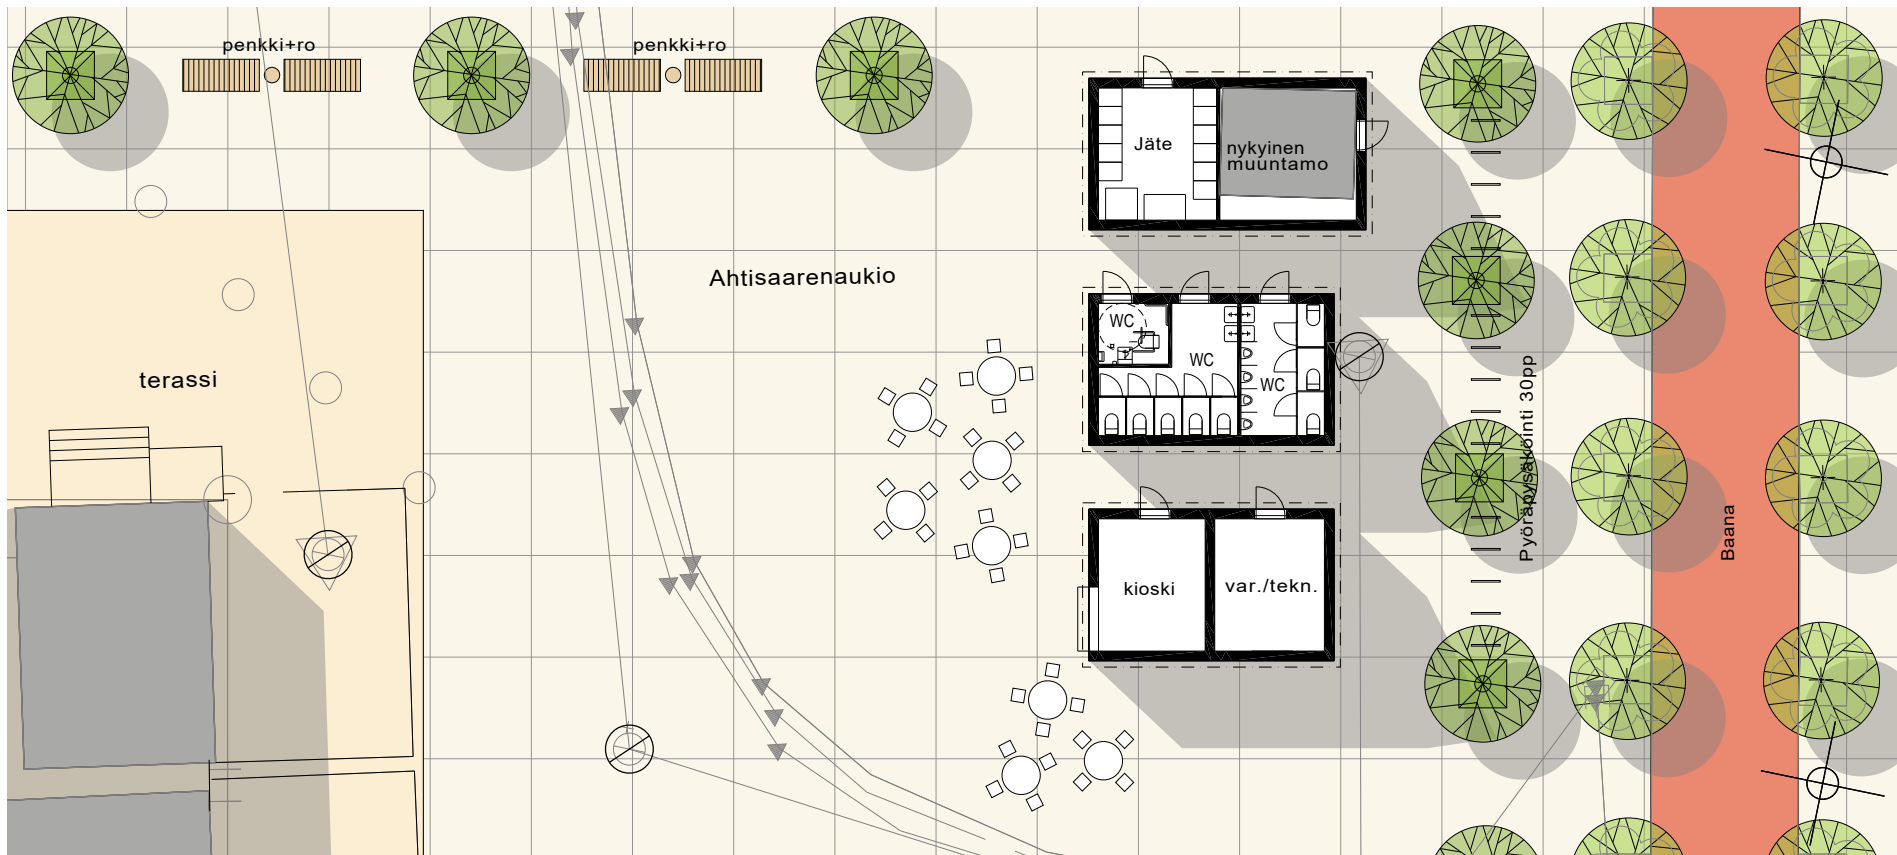 penkki+ro
penkki+ro
Jäte
nykyinen
muuntamo
Ahtisaarenaukio
WC
WC
WC
terassi
Pyöräpysäköinti 30pp
Baana
kioski
var./tekn.